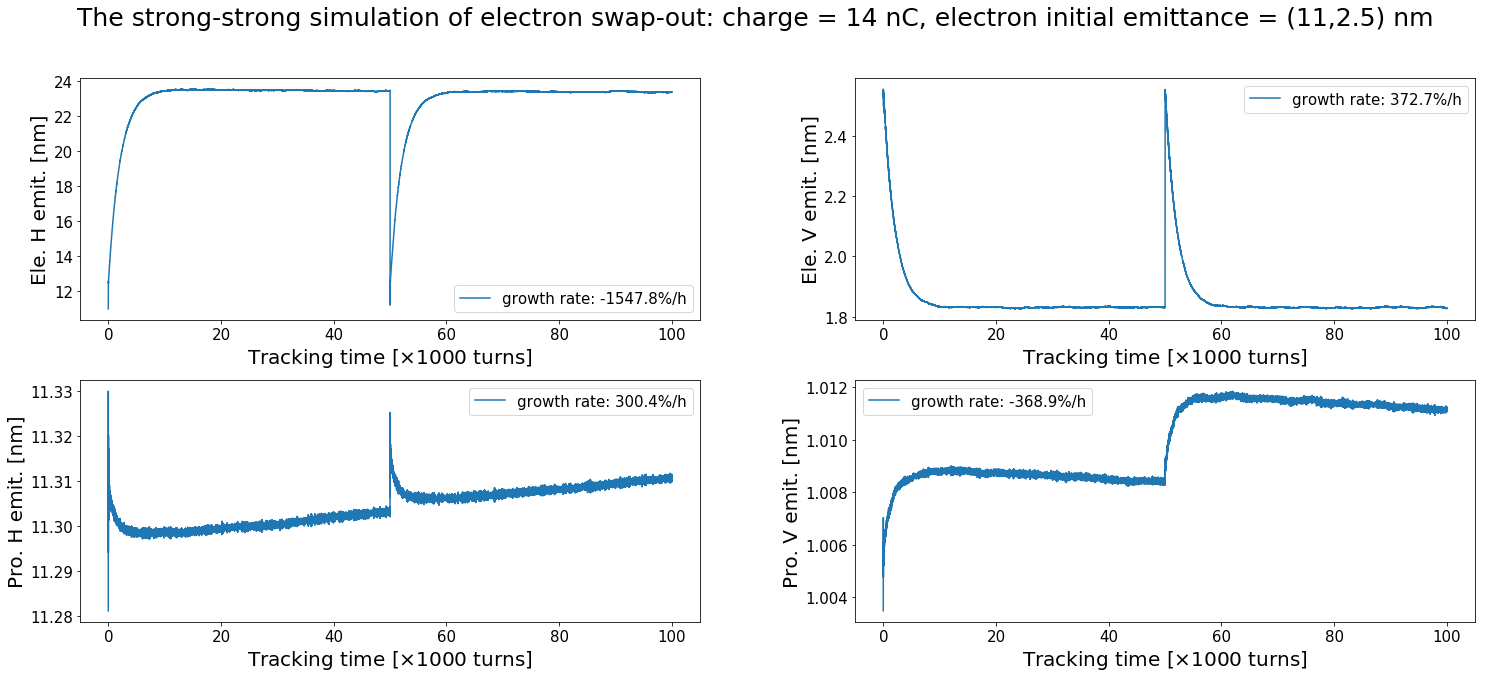 The strong-strong simulation of electron swap-out: charge = 14 nC, electron initial emittance = (11,2.5) nm
24
22
20
18
16
14
12
Ele. H emit. [nm]
growth rate: -1547.8%/h
0 20 40 60 80 100
Tracking time [×1000 turns]
2.4
2.2
2.0
1.8
Ele. V emit. [nm]
growth rate: 372.7%/h
0 20 40 60 80 100
Tracking time [×1000 turns]
11.33
11.32
11.31
11.30
11.29
11.28
Pro. H emit. [nm]
growth rate: 300.4%/h
0 20 40 60 80 100
Tracking time [×1000 turns]
1.012
1.010
1.008
1.006
1.004
Pro. V emit. [nm]
growth rate: -368.9%/h
0 20 40 60 80 100
Tracking time [×1000 turns]